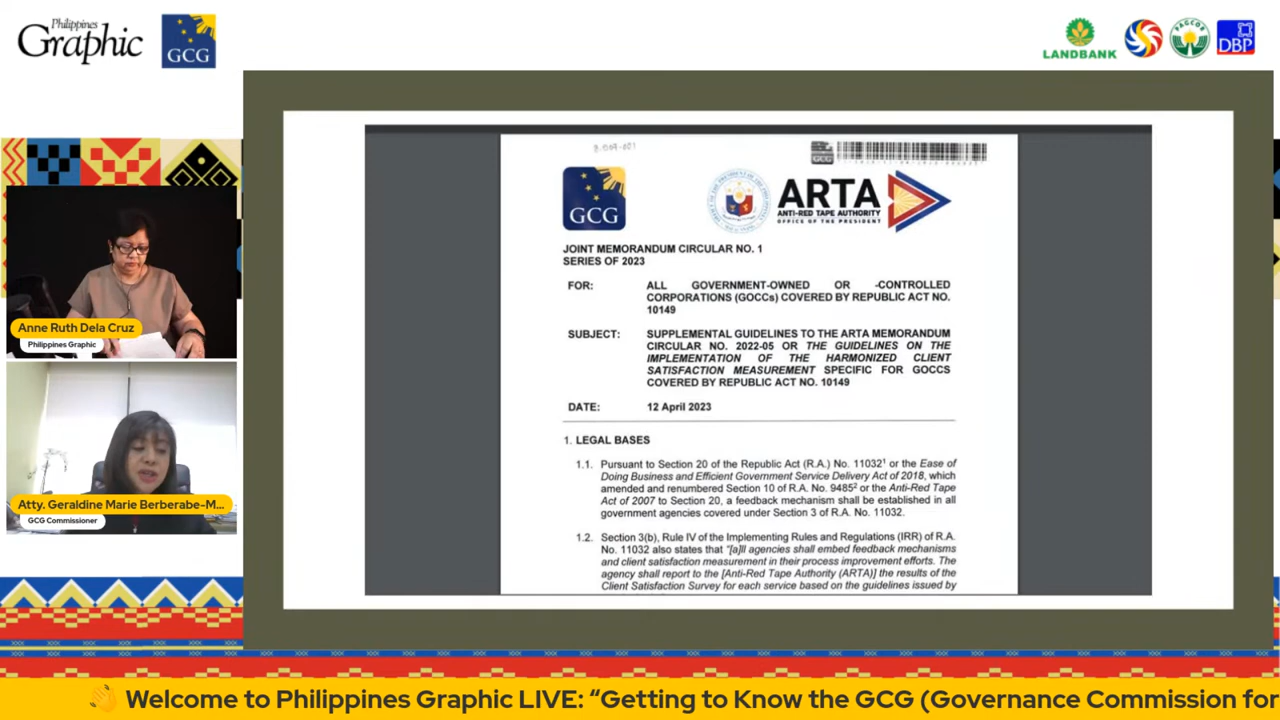 Philippines
Graphic
GCG
LANDBANK
PAGCOR
DBP
GCG
GCG
ARTA
ANTI-RED TAPE AUTHORITY
OFFICE OF THE PRESIDENT
JOINT MEMORANDUM CIRCULAR NO. 1
SERIES OF 2023
FOR: ALL GOVERNMENT-OWNED OR -CONTROLLED
CORPORATIONS (GOCCs) COVERED BY REPUBLIC ACT NO.
10149
SUBJECT: SUPPLEMENTAL GUIDELINES TO THE ARTA MEMORANDUM
CIRCULAR NO. 2022-05 OR THE GUIDELINES ON THE
IMPLEMENTATION OF THE HARMONIZED CLIENT
SATISFACTION MEASUREMENT SPECIFIC FOR GOCCS
COVERED BY REPUBLIC ACT NO. 10149
DATE: 12 April 2023
1. LEGAL BASES
1.1. Pursuant to Section 20 of the Republic Act (R.A.) No. 11032¹ or the Ease of
Doing Business and Efficient Government Service Delivery Act of 2018, which
amended and renumbered Section 10 of R.A. No. 9485² or the Anti-Red Tape
Act of 2007 to Section 20, a feedback mechanism shall be established in all
government agencies covered under Section 3 of R.A. No. 11032.
1.2. Section 3(b), Rule IV of the Implementing Rules and Regulations (IRR) of R.A.
No. 11032 also states that "[a]ll agencies shall embed feedback mechanisms
and client satisfaction measurement in their process improvement efforts. The
agency shall report to the [Anti-Red Tape Authority (ARTA)] the results of the
Client Satisfaction Survey for each service based on the guidelines issued by
Anne Ruth Dela Cruz
Philippines Graphic
Atty. Geraldine Marie Berberabe-M...
GCG Commissioner
👋 Welcome to Philippines Graphic LIVE: “Getting to Know the GCG (Governance Commission for